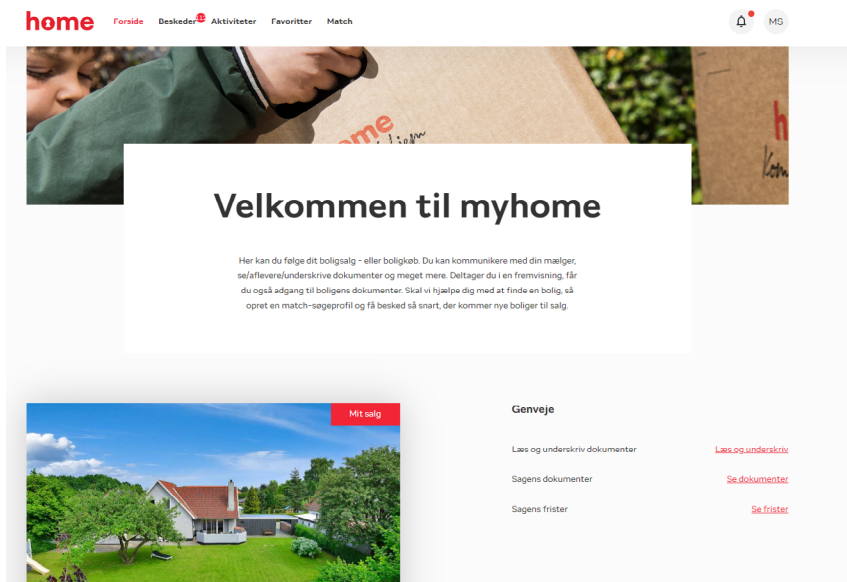 home
Forside Beskeder Aktiviteter Favoritter Match
MS
home
Velkommen til myhome
Her kan du følge dit boligsalg - eller boligkøb. Du kan kommunikere med din mælger,
se/aflevere/underskrive dokumenter og meget mere. Deltager du i en fremvisning, får
du også adgang til boligens dokumenter. Skal vi hjælpe dig med at finde en bolig, så
opret en match-søgeprofil og få besked så snart, der kommer nye boliger til salg.
Mit salg
Genveje
Læs og underskriv dokumenter Læs og underskriv
Sagens dokumenter Se dokumenter
Sagens frister Se frister